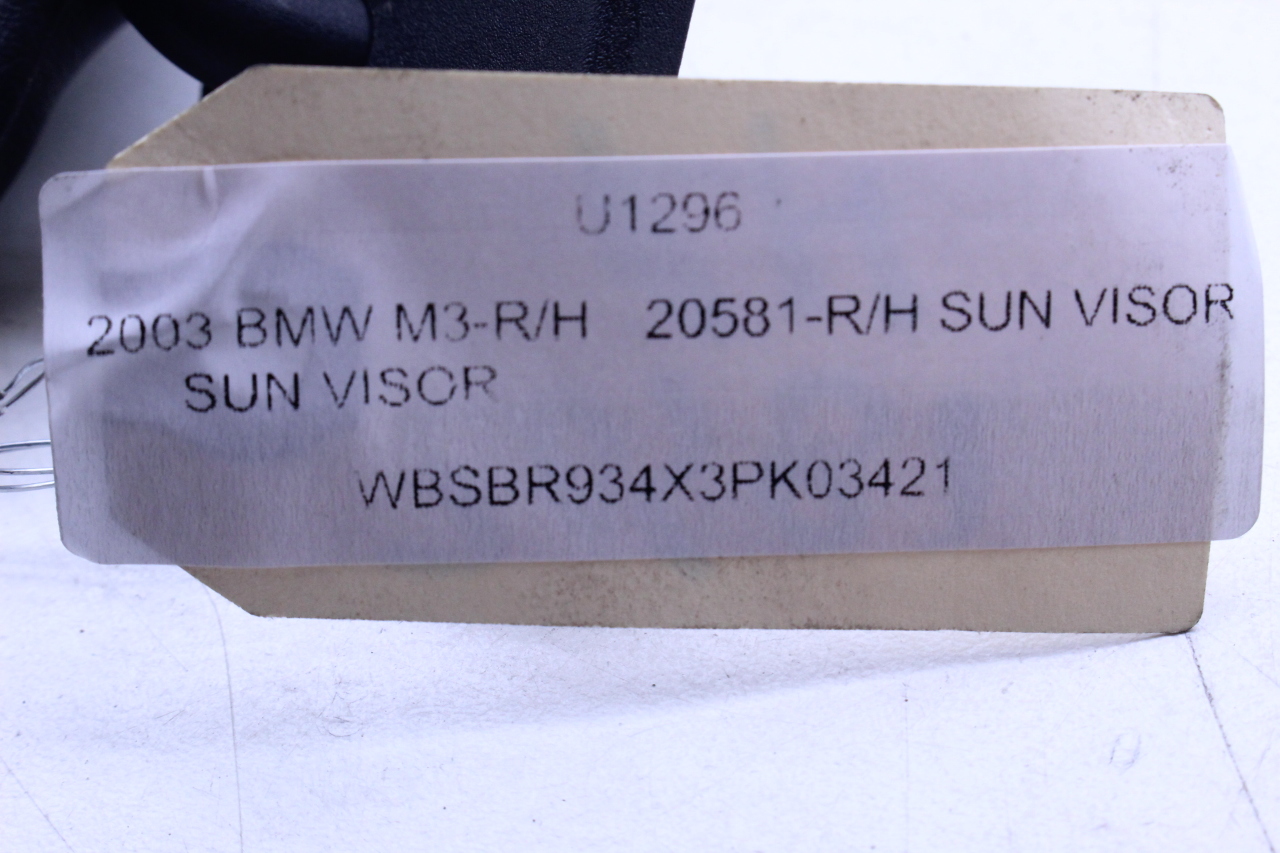 U1296
2003 BMW M3-R/H 20581-R/H SUN VISOR
SUN VISOR
WBSBR934X3PK03421